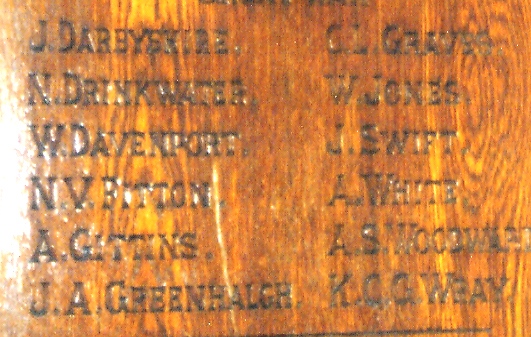 J. DARBYSHIRE. C.L. GRAVES.
N. DRINKWATER. W. JONES.
W. DAVENPORT. J. SWIFT.
N.V. FITTON A. WHITE.
A. GITTINS. A.S. WOODWARD
J.A. GREENHALGH. K.C.G. WRAY